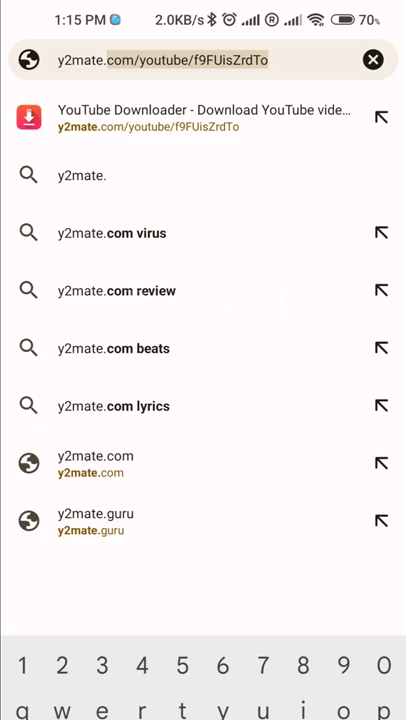 1:15 PM 2.0KB/s R 70%
y2mate.com/youtube/f9FUisZrdTo
YouTube Downloader - Download YouTube vide...
y2mate.com/youtube/f9FUisZrdTo
y2mate.
y2mate.com virus
y2mate.com review
y2mate.com beats
y2mate.com lyrics
y2mate.com
y2mate.com
y2mate.guru
y2mate.guru
1 2 3 4 5 6 7 8 9 0
q w e r t y u i o p